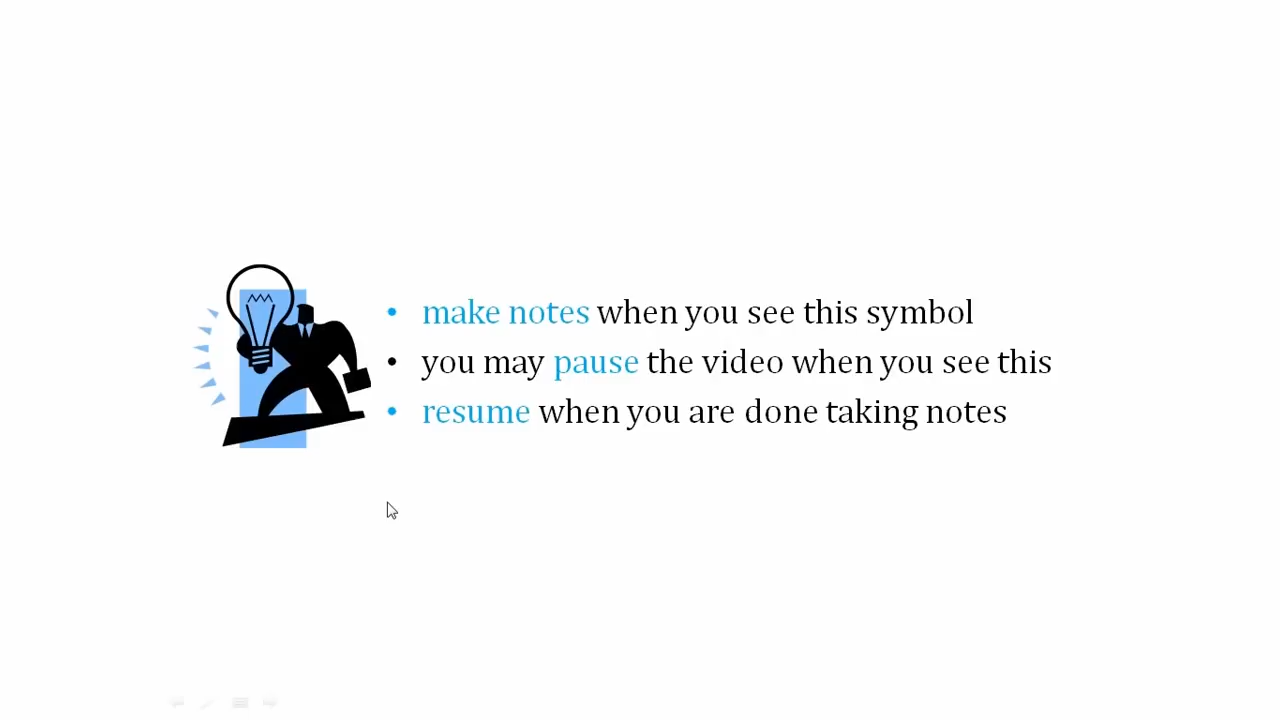 • make notes when you see this symbol
• you may pause the video when you see this
• resume when you are done taking notes